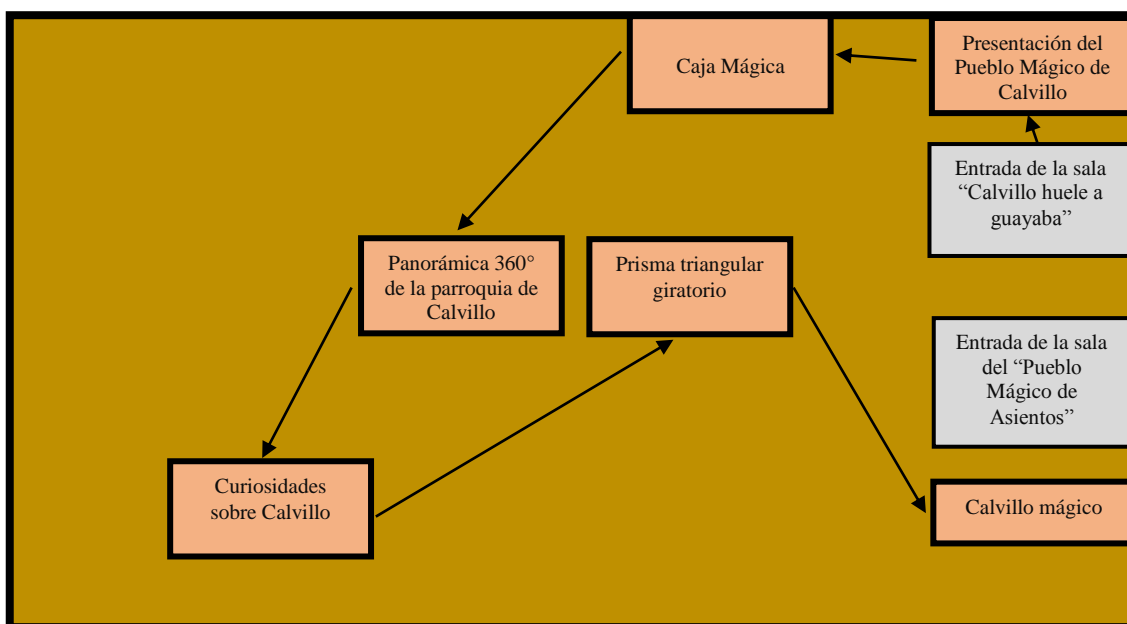 Presentación del
Pueblo Mágico de
Calvillo
Caja Mágica
Entrada de la sala
“Calvillo huele a
guayaba”
Panorámica 360°
de la parroquia de
Calvillo
Prisma triangular
giratorio
Entrada de la sala
del “Pueblo
Mágico de
Asientos”
Curiosidades
sobre Calvillo
Calvillo mágico